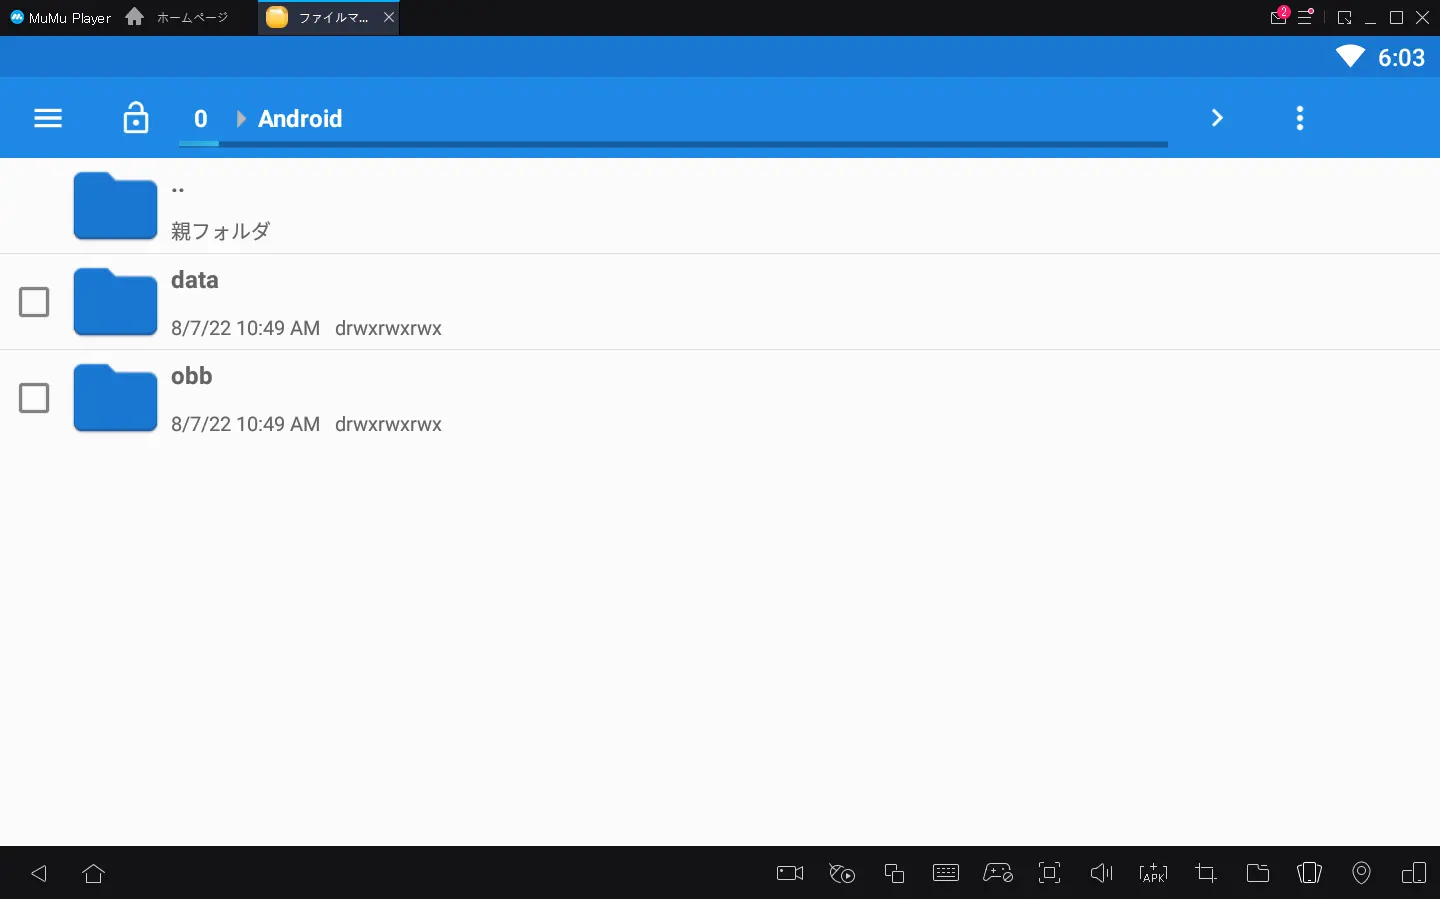 MuMu Player ホームページ ファイルマ... 2
6:03
0 Android
..
親フォルダ
data
8/7/22 10:49 AM drwxrwxrwx
obb
8/7/22 10:49 AM drwxrwxrwx
APK